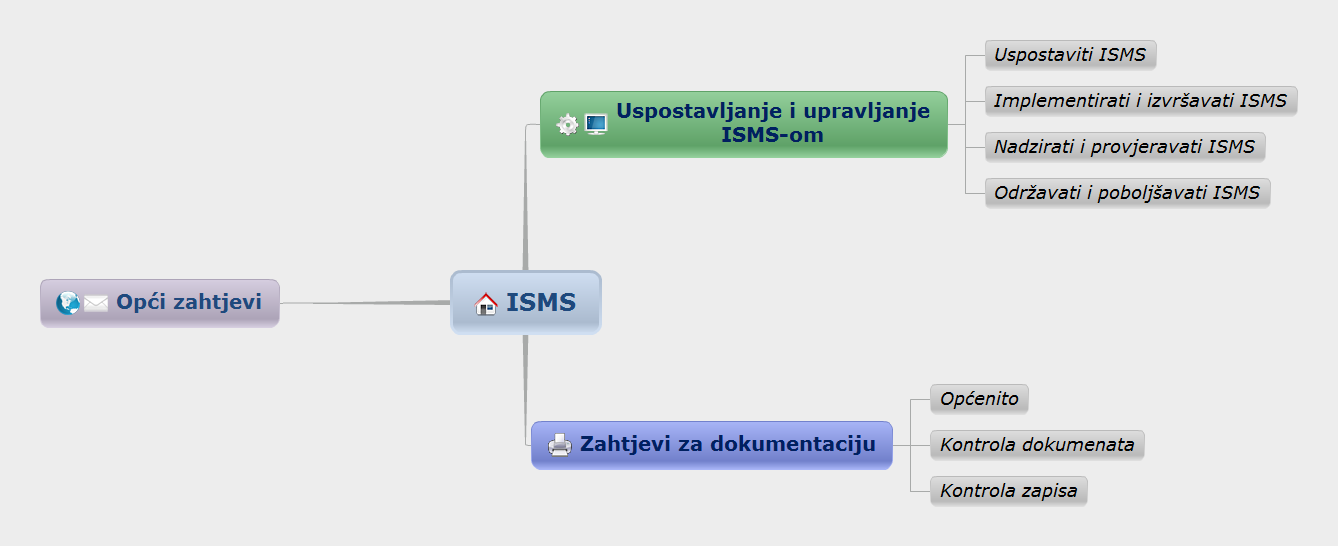 Uspostaviti ISMS
Implementirati i izvršavati ISMS
Nadzirati i provjeravati ISMS
Održavati i poboljšavati ISMS
Uspostavljanje i upravljanje
ISMS-om
Opći zahtjevi
ISMS
Zahtjevi za dokumentaciju
Općenito
Kontrola dokumenata
Kontrola zapisa